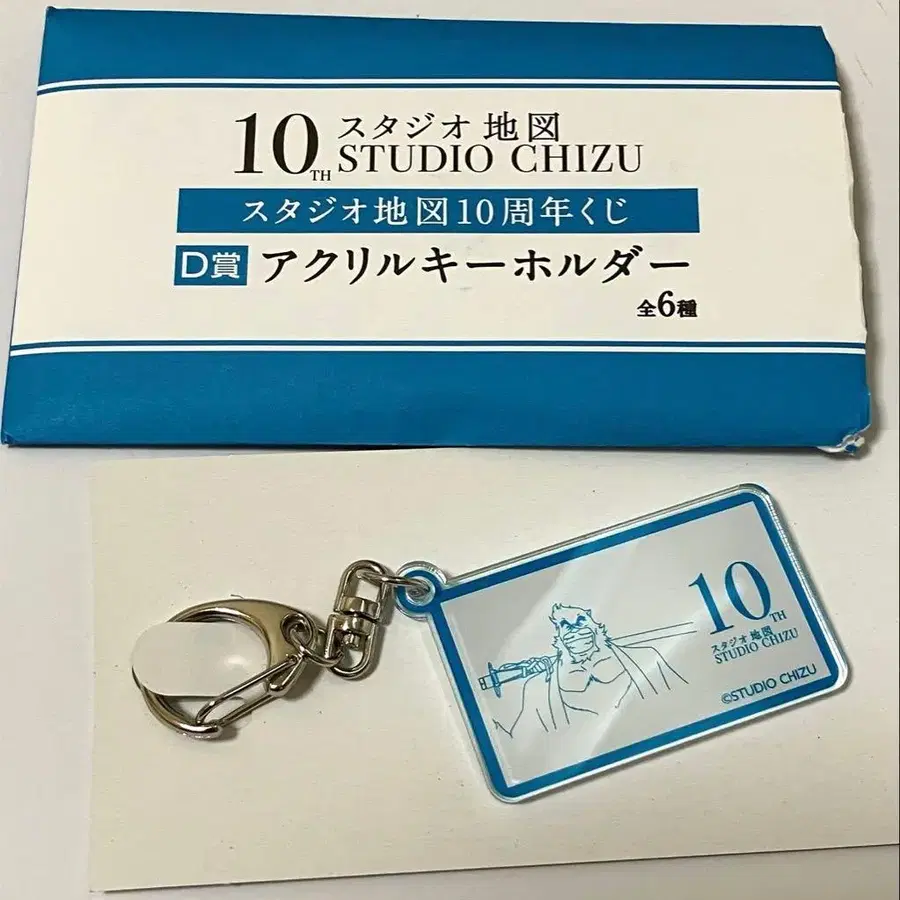 10TH スタジオ 地図
STUDIO CHIZU
スタジオ地図10周年くじ
D賞 アクリルキーホルダー
全6種
10TH
スタジオ 地図
STUDIO CHIZU
©STUDIO CHIZU